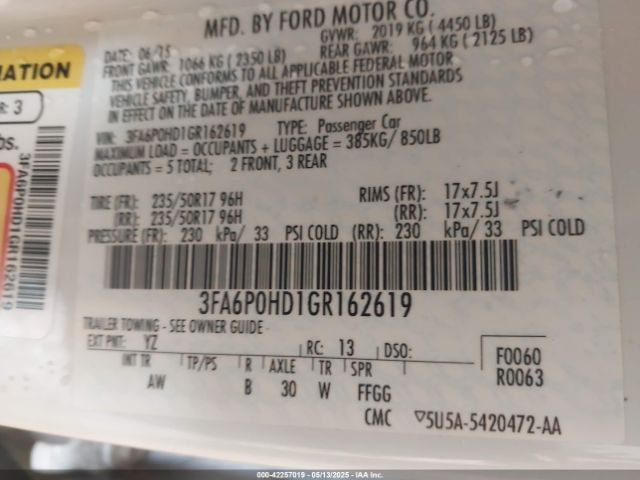 MFD. BY FORD MOTOR CO.
DATE: 06/15 GVWR: 2019 KG ( 4450 LB)
FRONT GAWR: 1066 KG ( 2350 LB) REAR GAWR: 964 KG ( 2125 LB)
THIS VEHICLE CONFORMS TO ALL APPLICABLE FEDERAL MOTOR
VEHICLE SAFETY, BUMPER, AND THEFT PREVENTION STANDARDS
IN EFFECT ON THE DATE OF MANUFACTURE SHOWN ABOVE.
VIN: 3FA6P0HD1GR162619 TYPE: Passenger Car
MAXIMUM LOAD = OCCUPANTS + LUGGAGE = 385KG/ 850LB
OCCUPANTS = 5 TOTAL; 2 FRONT, 3 REAR
TIRE (FR): 235/50R17 96H RIMS (FR): 17x7.5J
(RR): 235/50R17 96H (RR): 17x7.5J
PRESSURE (FR): 230 kPa/ 33 PSI COLD (RR): 230 kPa/ 33 PSI COLD
3FA6P0HD1GR162619
TRAILER TOWING - SEE OWNER GUIDE -
EXT PNT: YZ RC: 13 DSO: F0060
INT TR TP/PS R AXLE TR SPR R0063
AW B 30 W FFGG
CMC ▽5U5A-5420472-AA
R: 3
3FA6P0HD1GR162619
000-42257019 - 05/13/2025 - IAA Inc.